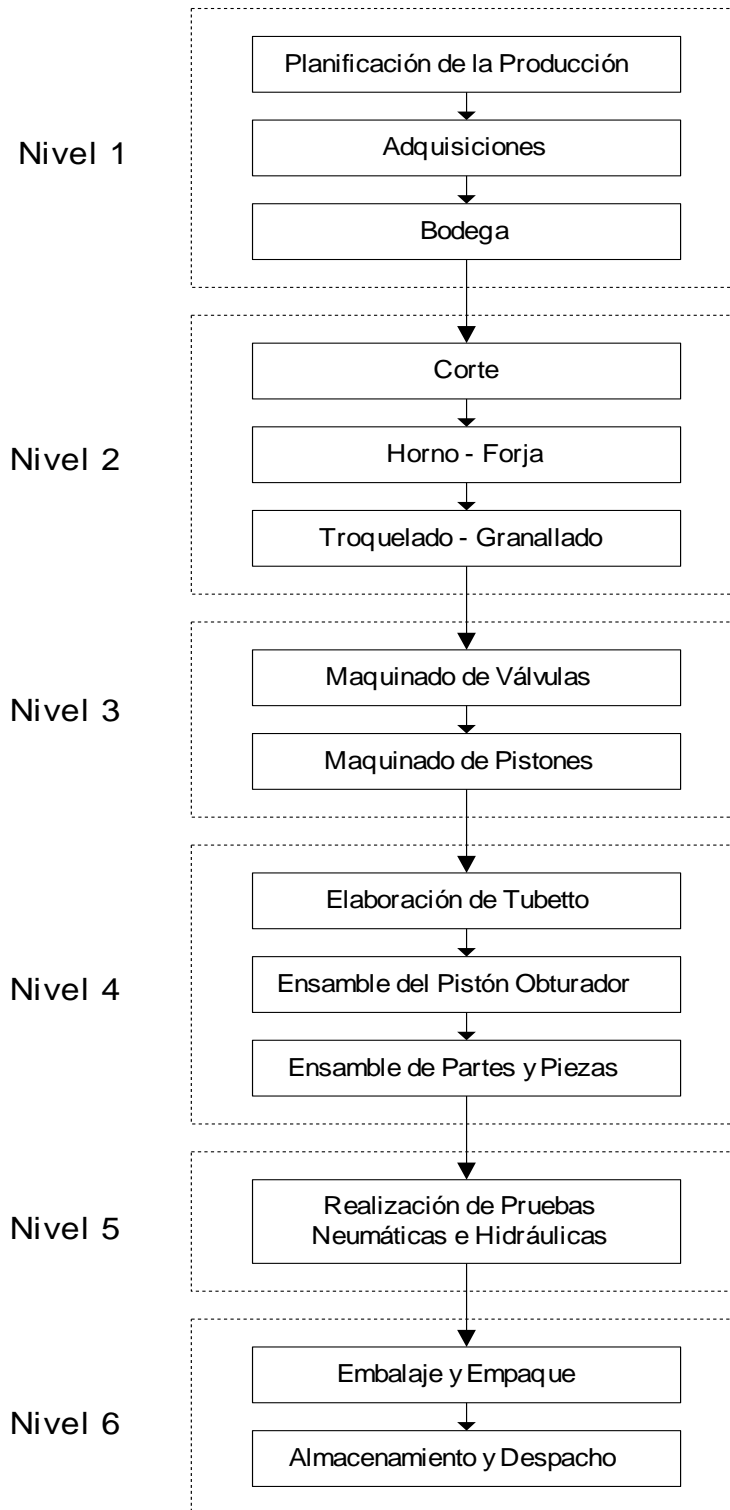 Nivel 1
Planificación de la Producción
Adquisiciones
Bodega
Nivel 2
Corte
Horno - Forja
Troquelado - Granallado
Nivel 3
Maquinado de Válvulas
Maquinado de Pistones
Nivel 4
Elaboración de Tubetto
Ensamble del Pistón Obturador
Ensamble de Partes y Piezas
Nivel 5
Realización de Pruebas
Neumáticas e Hidráulicas
Nivel 6
Embalaje y Empaque
Almacenamiento y Despacho